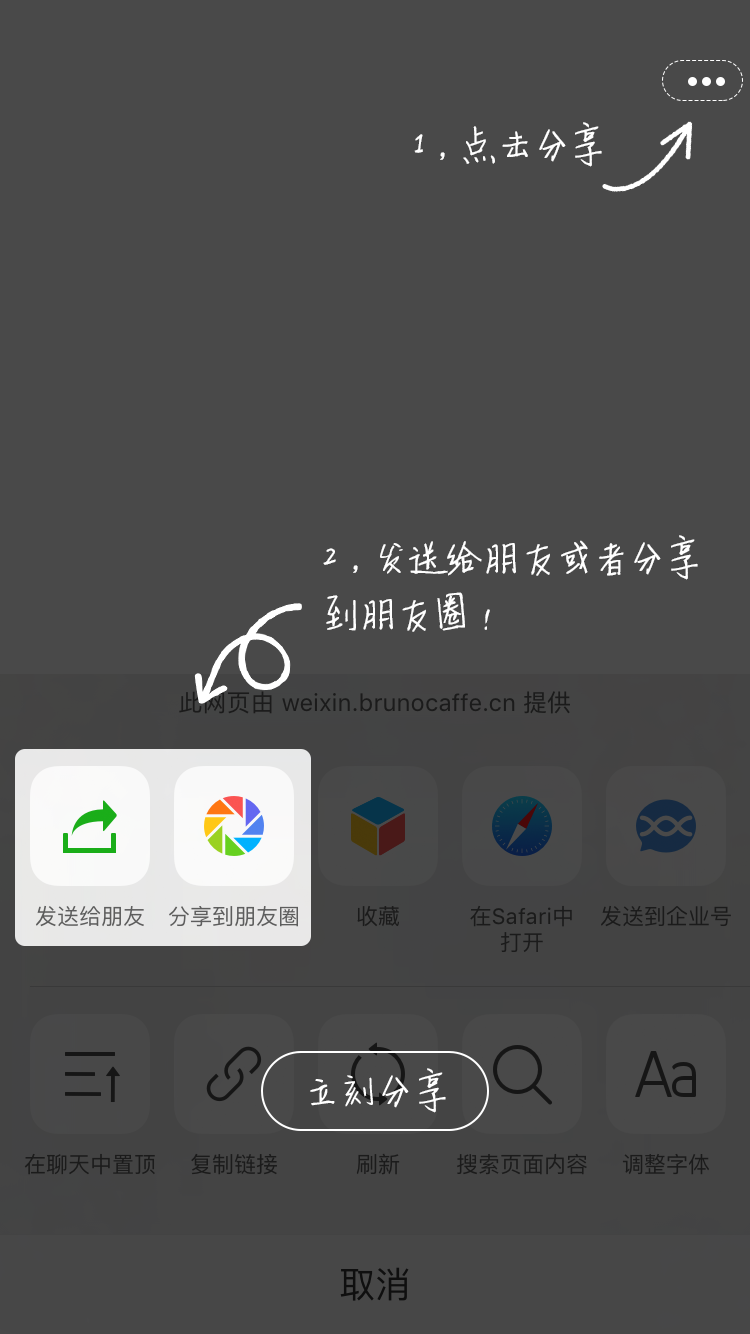 1，点击分享
2，发送给朋友或者分享
到朋友圈！
此网页由 weixin.brunocaffe.cn 提供
发送给朋友
分享到朋友圈
收藏
在Safari中
打开
发送到企业号
Aa
立刻分享
在聊天中置顶
复制链接
刷新
搜索页面内容
调整字体
取消